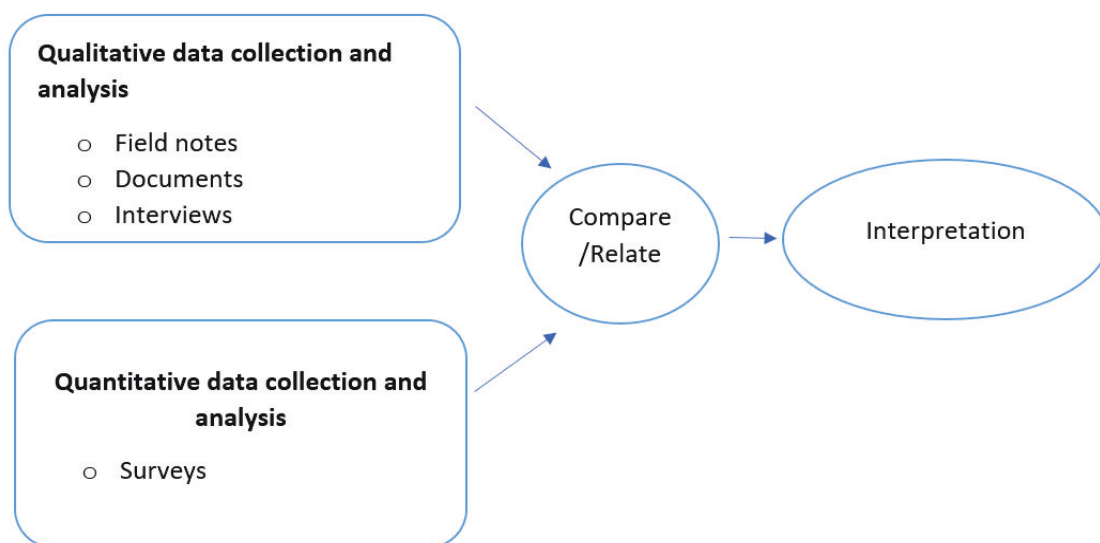 Qualitative data collection and
analysis
o Field notes
o Documents
o Interviews
Compare
/Relate
Interpretation
Quantitative data collection and
analysis
o Surveys